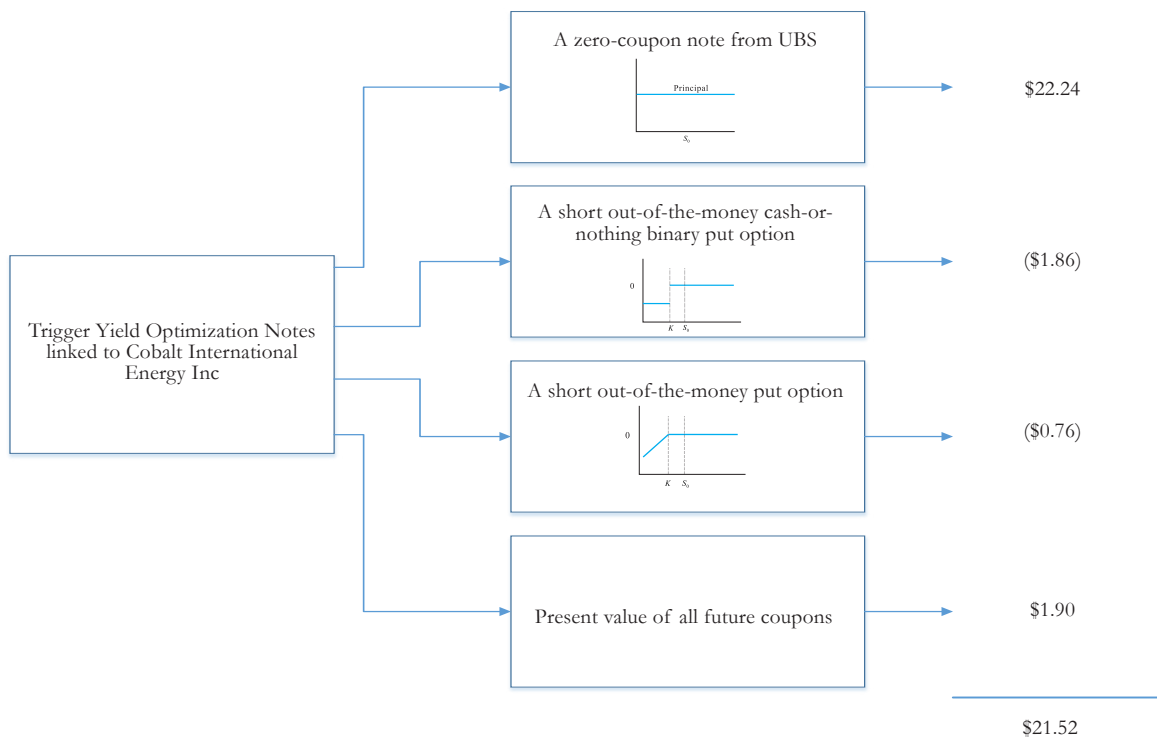 A zero-coupon note from UBS
Principal
S₀
$22.24
A short out-of-the-money cash-or-
nothing binary put option
0
K
S₀
($1.86)
Trigger Yield Optimization Notes
linked to Cobalt International
Energy Inc
A short out-of-the-money put option
0
K
S₀
($0.76)
Present value of all future coupons
$1.90
$21.52